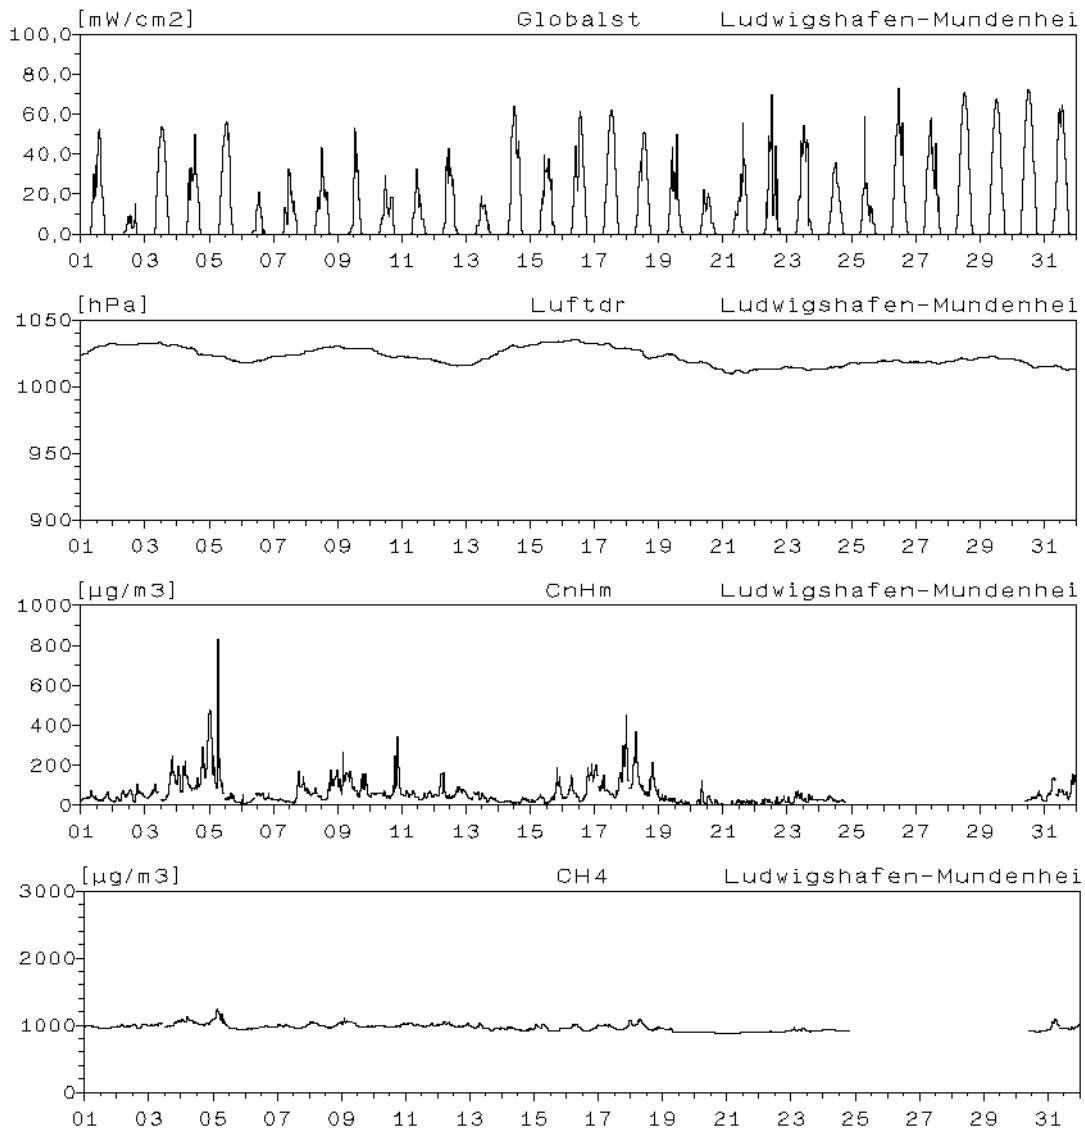 [mW/cm2] Globalst Ludwigshafen-Mundenhei
100,0
80,0
60,0
40,0
20,0
0,0
01 03 05 07 09 11 13 15 17 19 21 23 25 27 29 31
[hPa] Luftdr Ludwigshafen-Mundenhei
1050
1000
950
900
01 03 05 07 09 11 13 15 17 19 21 23 25 27 29 31
[µg/m3] CnHm Ludwigshafen-Mundenhei
1000
800
600
400
200
0
01 03 05 07 09 11 13 15 17 19 21 23 25 27 29 31
[µg/m3] CH4 Ludwigshafen-Mundenhei
3000
2000
1000
0
01 03 05 07 09 11 13 15 17 19 21 23 25 27 29 31